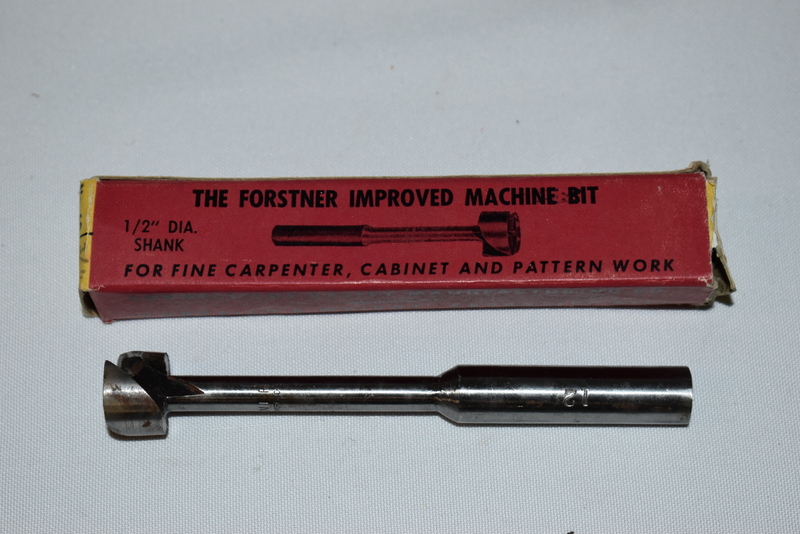 THE FORSTNER IMPROVED MACHINE BIT
1/2" DIA.
SHANK
FOR FINE CARPENTER, CABINET AND PATTERN WORK
12